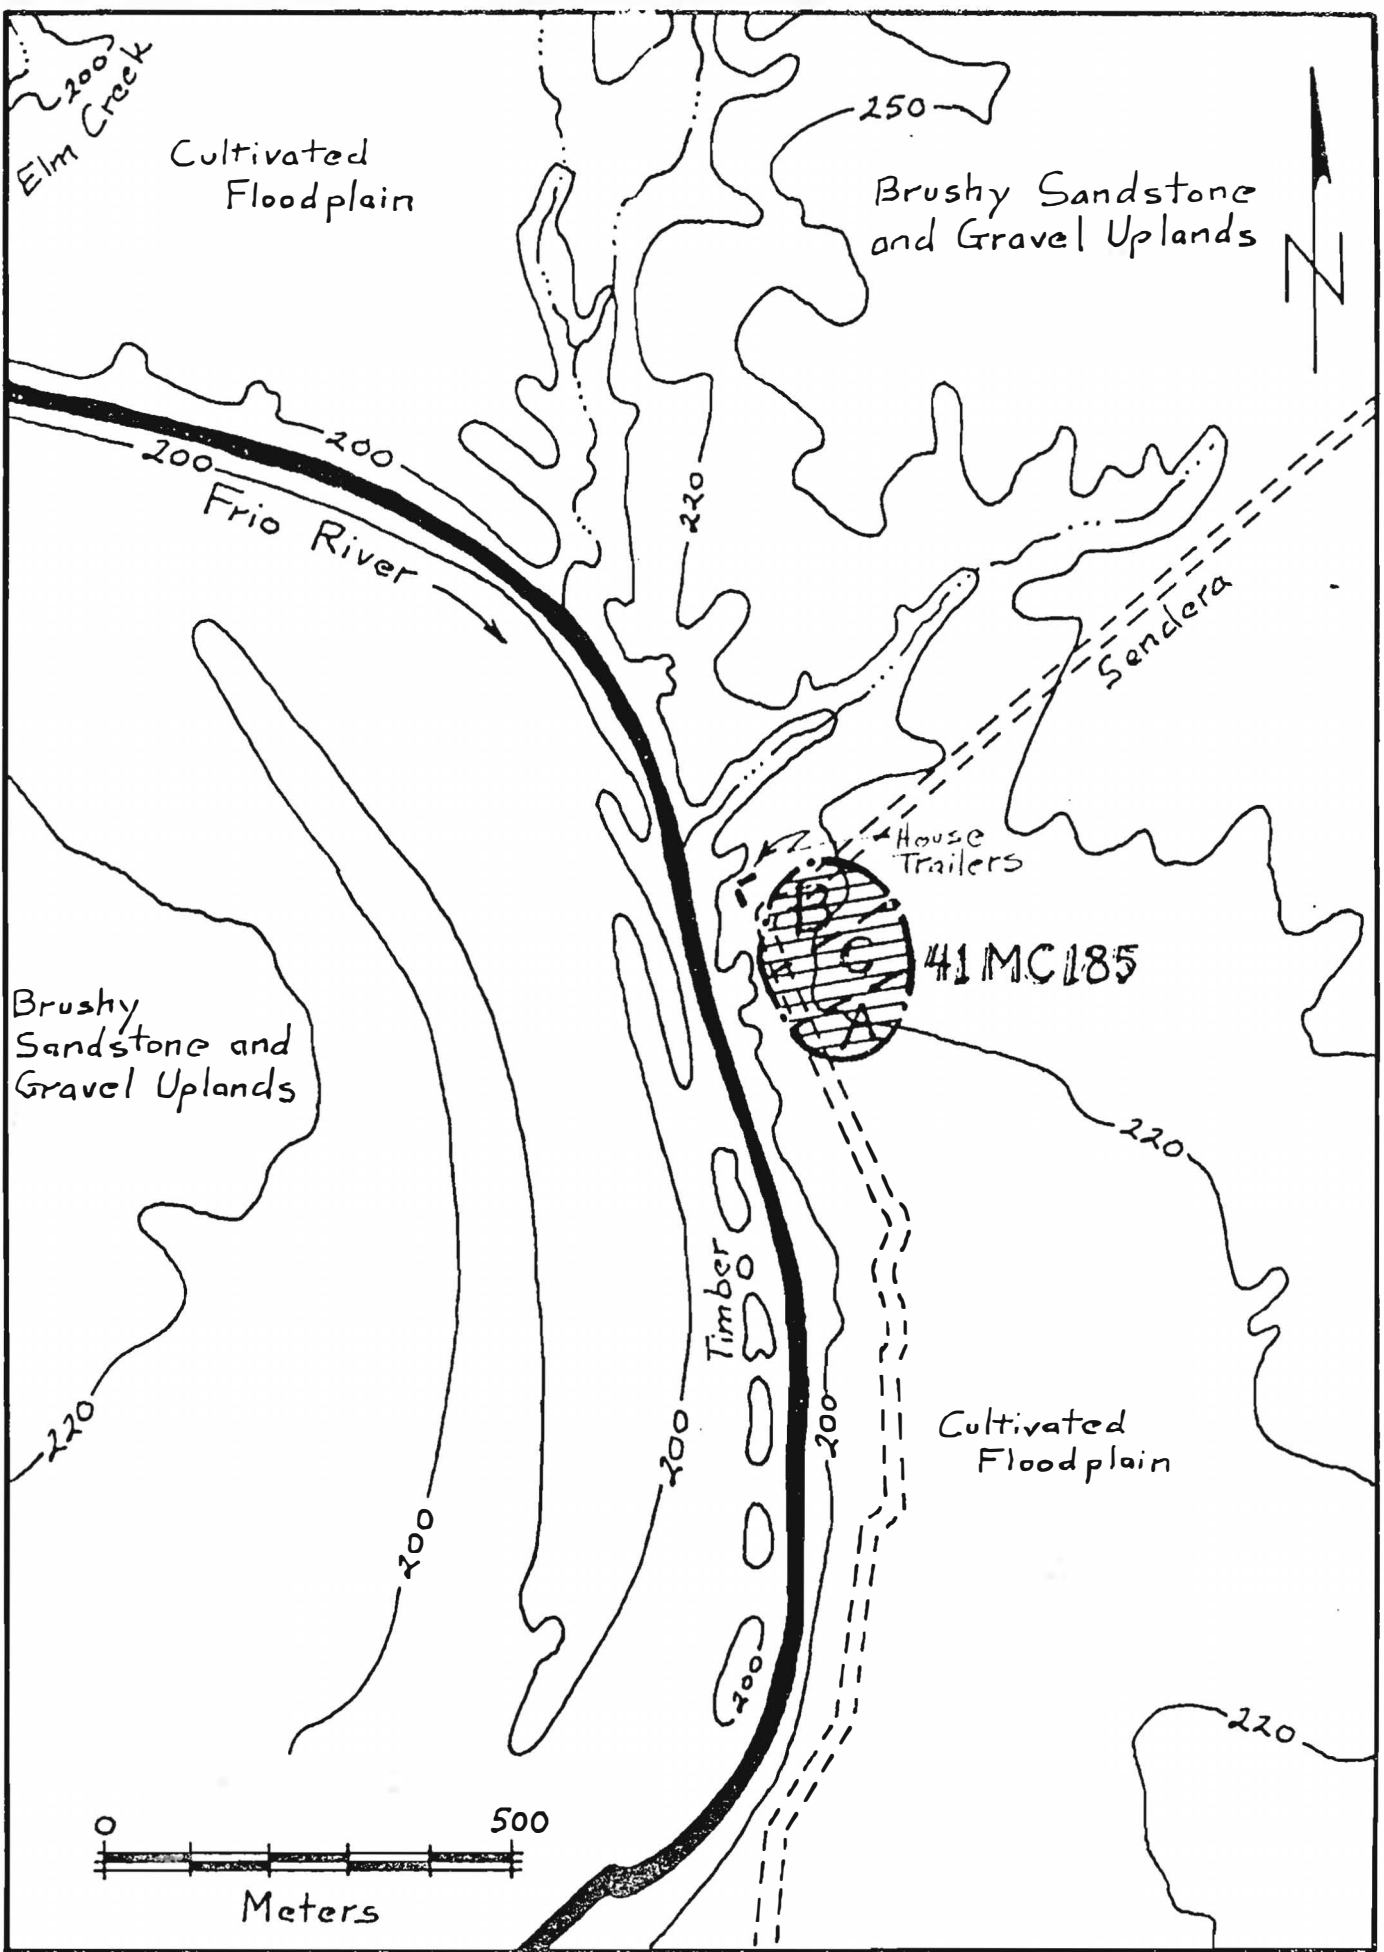 200
Elm Creek
Cultivated
Floodplain
250
Brushy Sandstone
and Gravel Uplands
N
200
200
Frio River
220
Sendera
House
Trailers
B
C
A
41MC185
Brushy
Sandstone and
Gravel Uplands
220
Timber
220
200
200
200
Cultivated
Floodplain
200
220
0
500
Meters